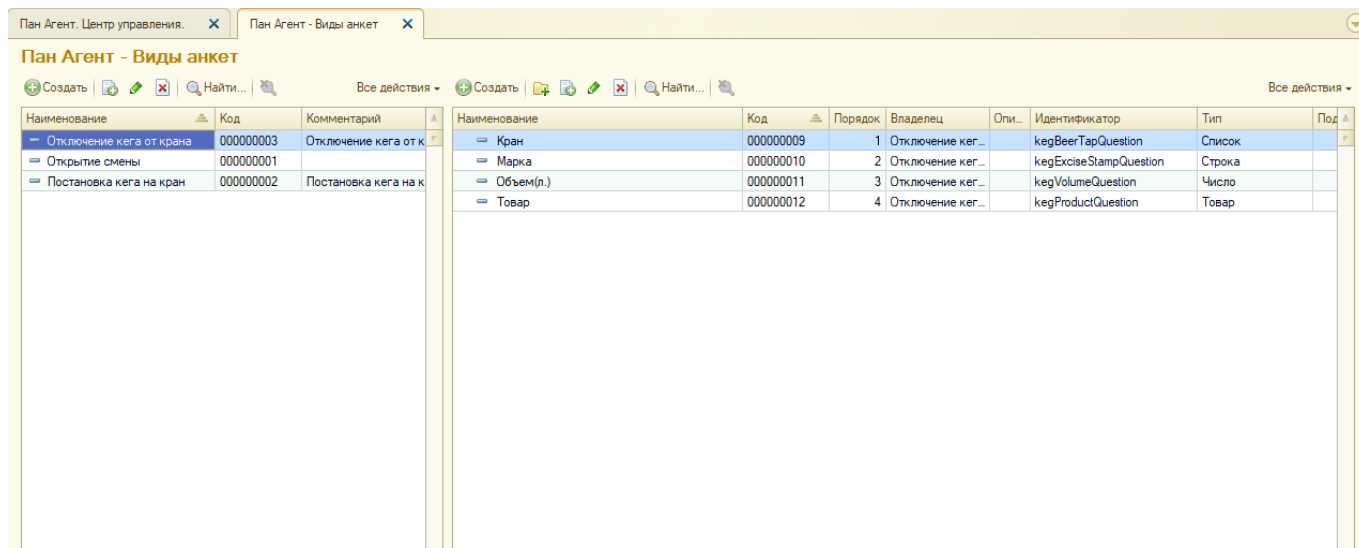 Пан Агент. Центр управления. Пан Агент - Виды анкет
Пан Агент - Виды анкет
Создать Найти... Все действия Создать Найти... Все действия
Наименование Код Комментарий Наименование Код Порядок Владелец Опи... Идентификатор Тип Под
Отключение кега от крана 000000003 Отключение кега от к Кран 000000009 1 Отключение кег... kegBeerTapQuestion Список
Открытие смены 000000001 Марка 000000010 2 Отключение кег... kegExciseStampQuestion Строка
Постановка кега на кран 000000002 Постановка кега на к Объем(л.) 000000011 3 Отключение кег... kegVolumeQuestion Число
Товар 000000012 4 Отключение кег... kegProductQuestion Товар